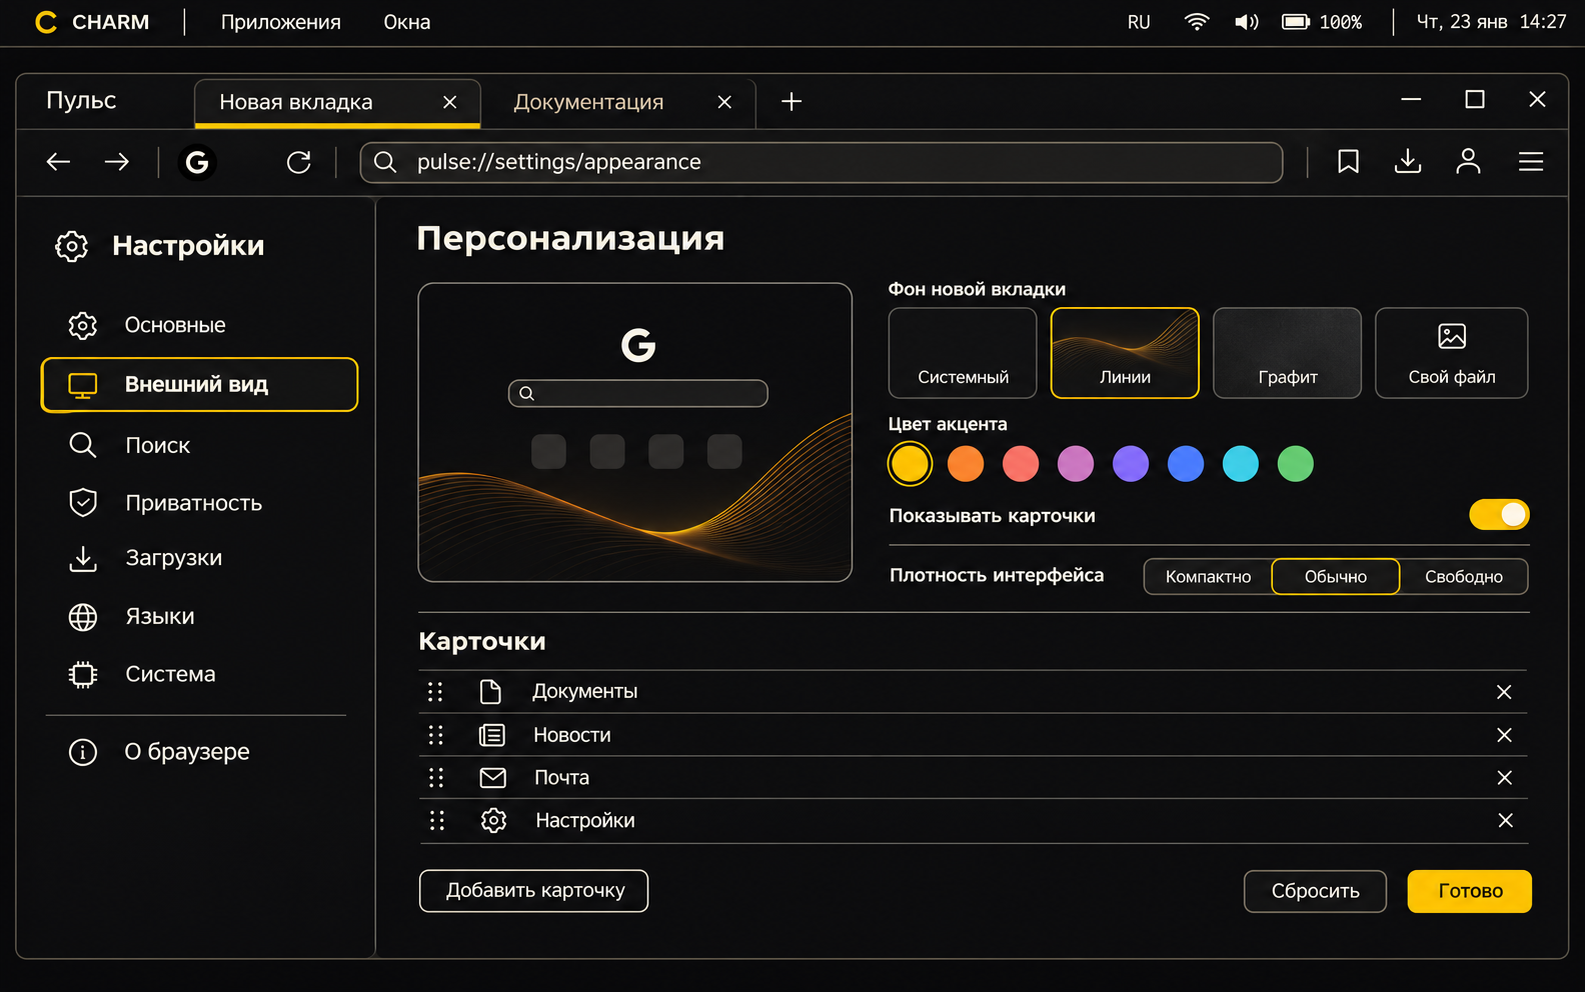 C CHARM Приложения Окна RU 100% Чт, 23 янв 14:27
Пульс Новая вкладка Документация
G pulse://settings/appearance
Настройки
Основные
Внешний вид
Поиск
Приватность
Загрузки
Языки
Система
О браузере
Персонализация
G
Фон новой вкладки
Системный Линии Графит Свой файл
Цвет акцента
Показывать карточки
Плотность интерфейса Компактно Обычно Свободно
Карточки
Документы
Новости
Почта
Настройки
Добавить карточку Сбросить Готово